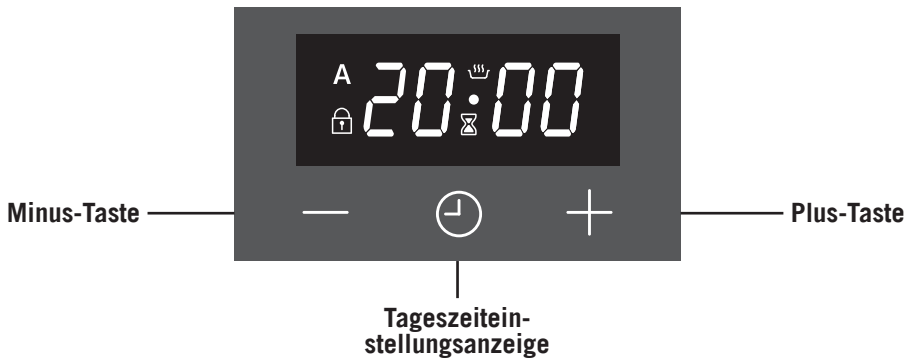 A 20:00
Minus-Taste
Plus-Taste
Tageszeitein-
stellungsanzeige